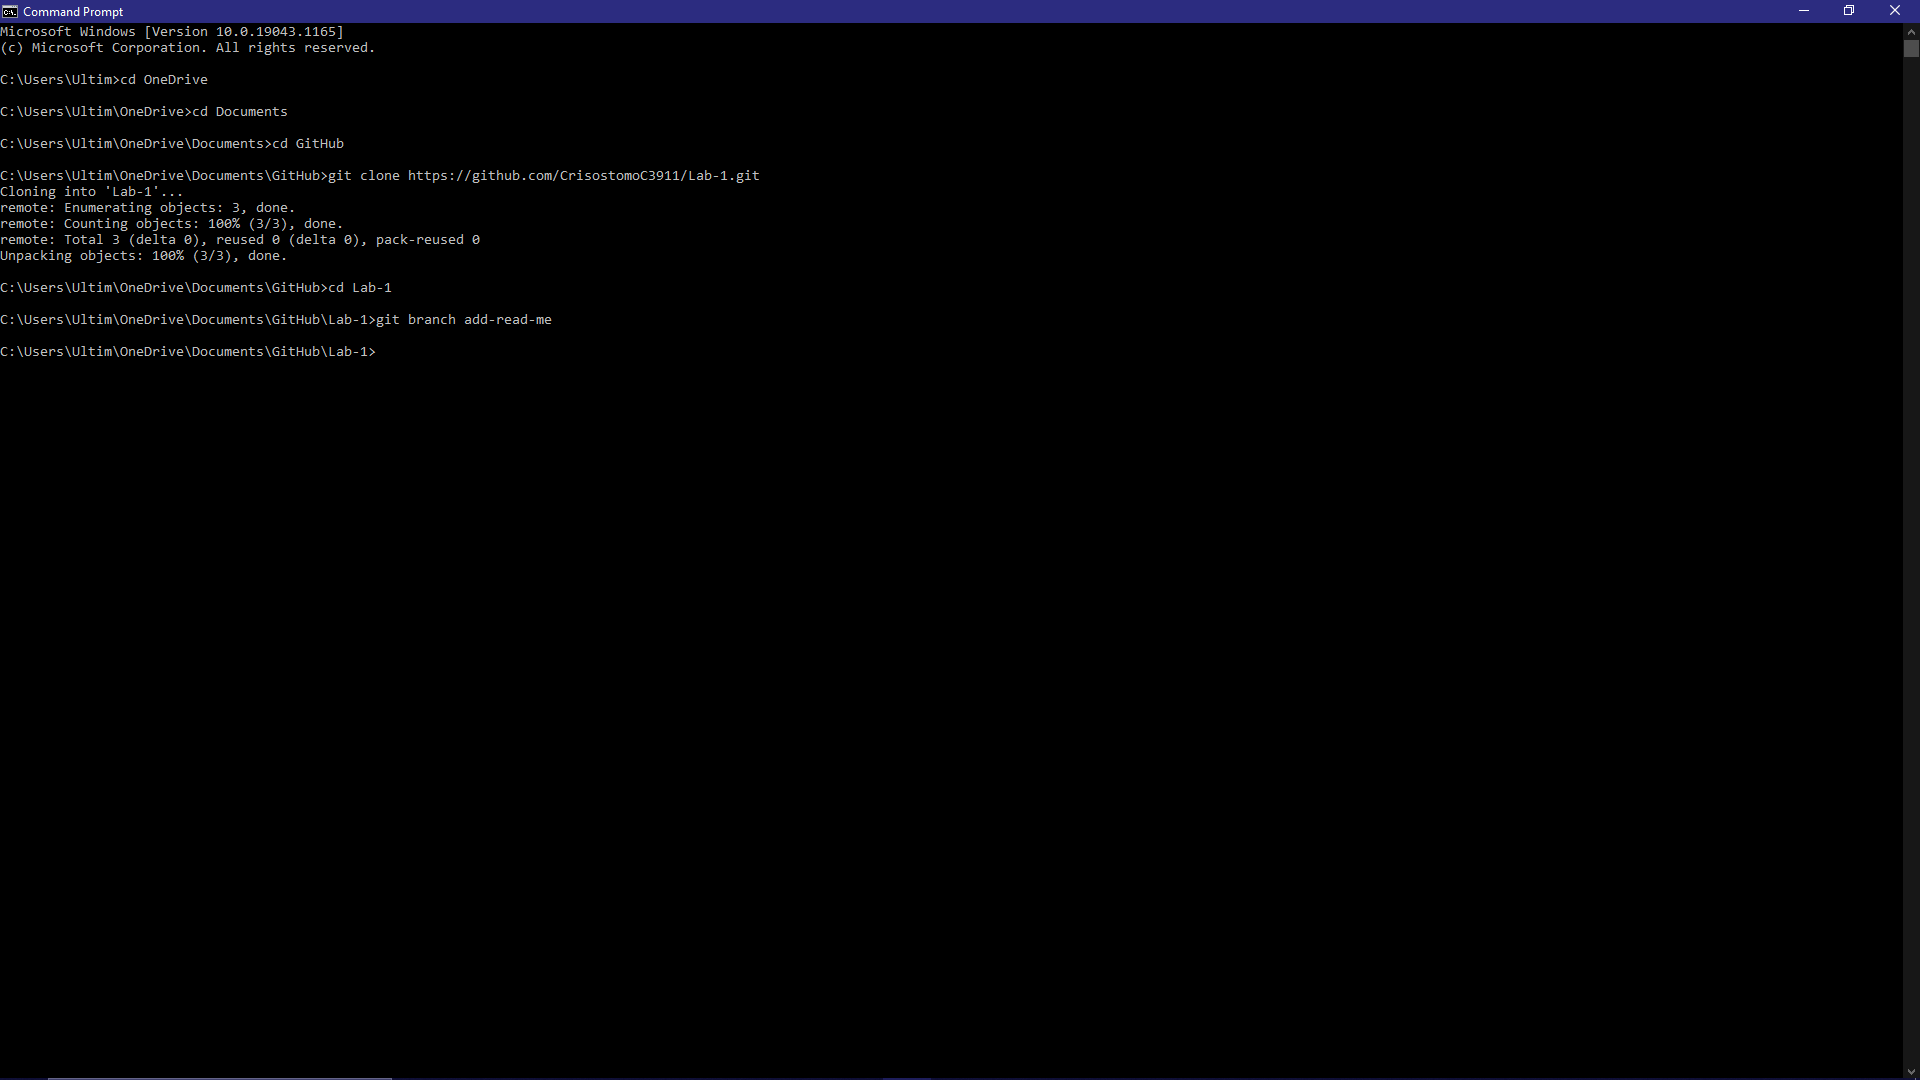 Command Prompt
Microsoft Windows [Version 10.0.19043.1165]
(c) Microsoft Corporation. All rights reserved.
C:\Users\Ultim>cd OneDrive
C:\Users\Ultim\OneDrive>cd Documents
C:\Users\Ultim\OneDrive\Documents>cd GitHub
C:\Users\Ultim\OneDrive\Documents\GitHub>git clone https://github.com/CrisostomoC3911/Lab-1.git
Cloning into 'Lab-1'...
remote: Enumerating objects: 3, done.
remote: Counting objects: 100% (3/3), done.
remote: Total 3 (delta 0), reused 0 (delta 0), pack-reused 0
Unpacking objects: 100% (3/3), done.
C:\Users\Ultim\OneDrive\Documents\GitHub>cd Lab-1
C:\Users\Ultim\OneDrive\Documents\GitHub\Lab-1>git branch add-read-me
C:\Users\Ultim\OneDrive\Documents\GitHub\Lab-1>